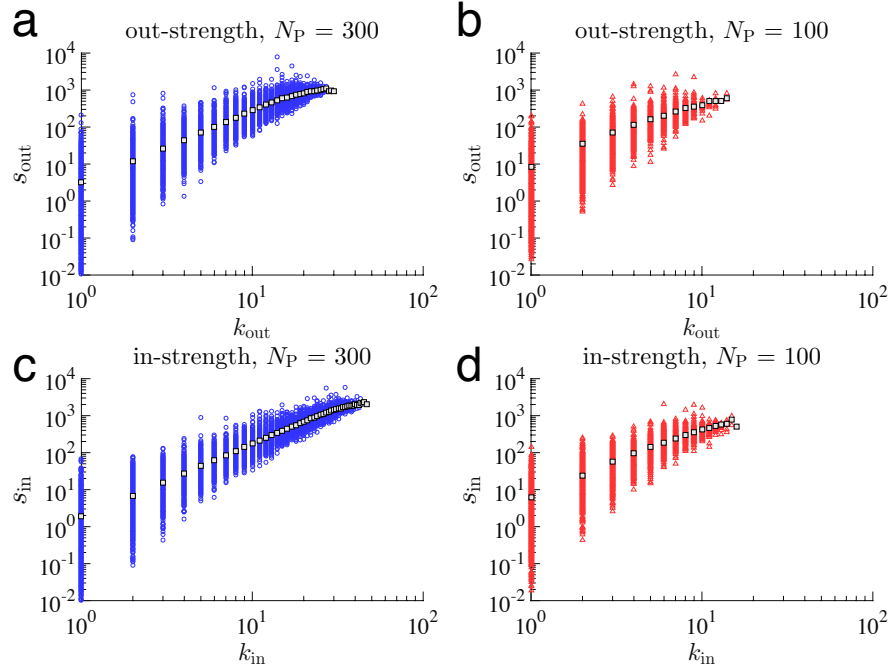 a
out-strength, N_P = 300
10^4
10^3
10^2
10^1
10^0
10^-1
10^-2
s_out
10^0
10^1
10^2
k_out
b
out-strength, N_P = 100
10^4
10^3
10^2
10^1
10^0
10^-1
10^-2
s_out
10^0
10^1
10^2
k_out
c
in-strength, N_P = 300
10^4
10^3
10^2
10^1
10^0
10^-1
10^-2
s_in
10^0
10^1
10^2
k_in
d
in-strength, N_P = 100
10^4
10^3
10^2
10^1
10^0
10^-1
10^-2
s_in
10^0
10^1
10^2
k_in